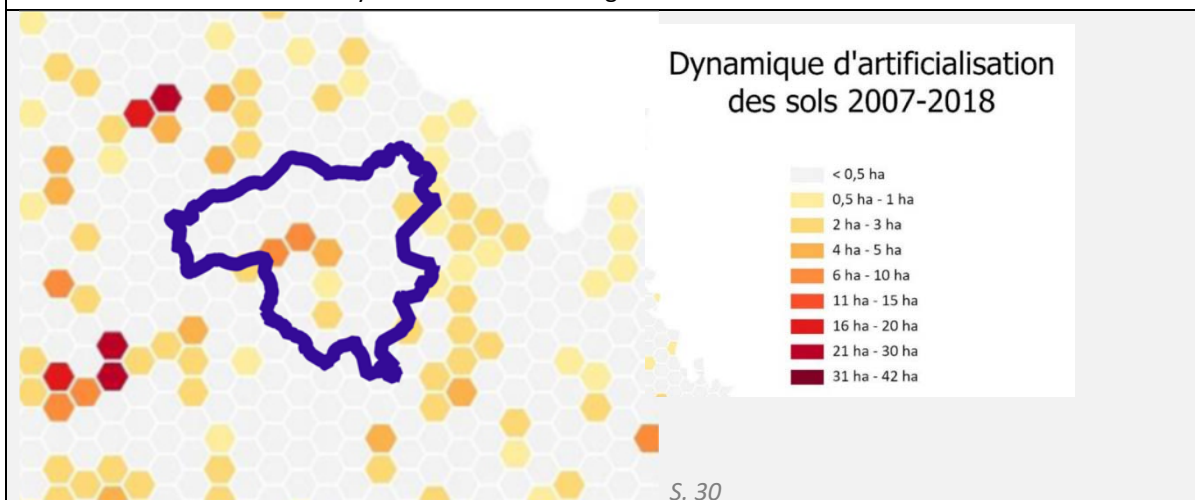 Dynamique d'artificialisation
des sols 2007-2018
< 0,5 ha
0,5 ha - 1 ha
2 ha - 3 ha
4 ha - 5 ha
6 ha - 10 ha
11 ha - 15 ha
16 ha - 20 ha
21 ha - 30 ha
31 ha - 42 ha
S. 30